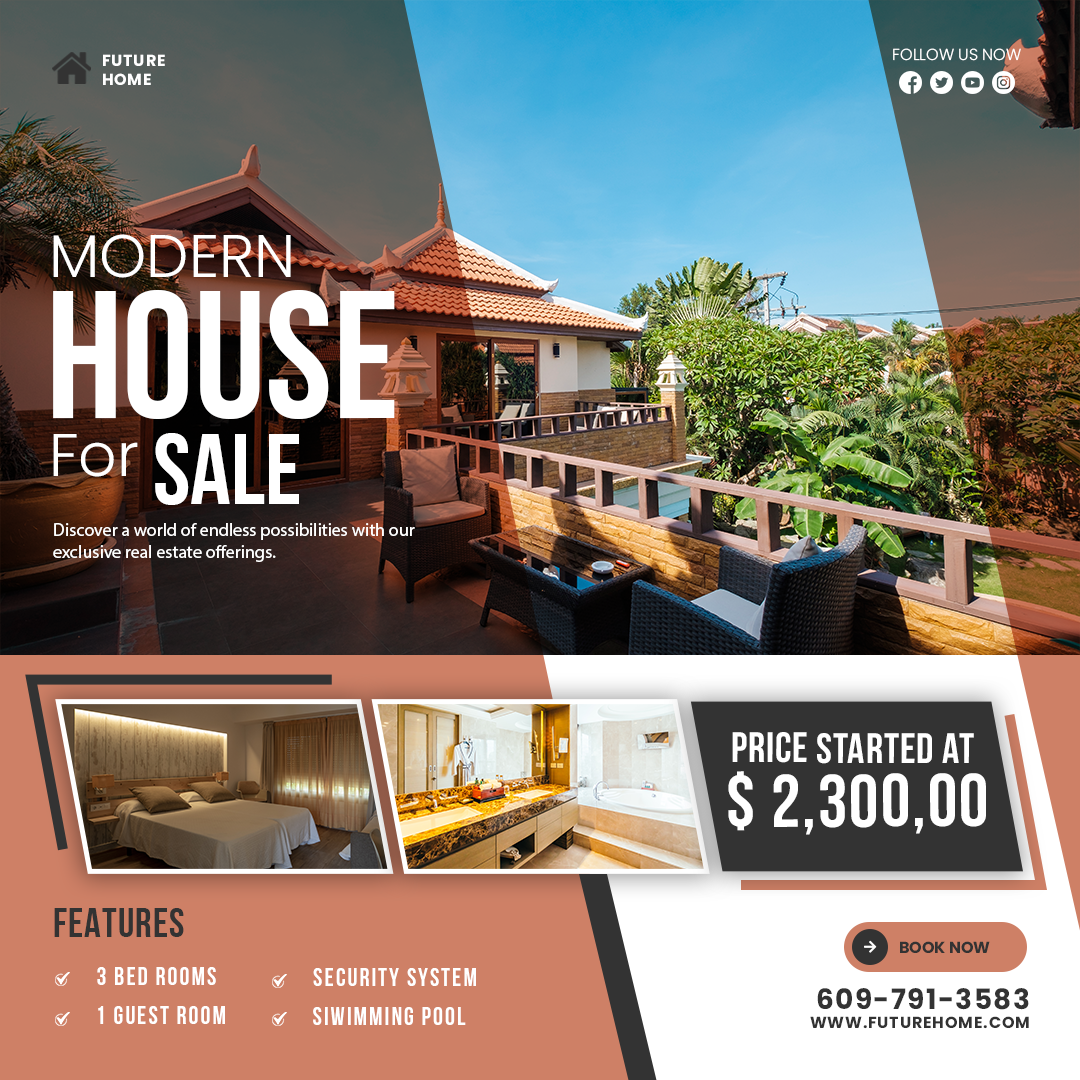 FUTURE
HOME
FOLLOW US NOW
MODERN
HOUSE
For SALE
Discover a world of endless possibilities with our
exclusive real estate offerings.
PRICE STARTED AT
$ 2,300,00
FEATURES
3 BED ROOMS
SECURITY SYSTEM
1 GUEST ROOM
SIWIMMING POOL
BOOK NOW
609-791-3583
WWW.FUTUREHOME.COM